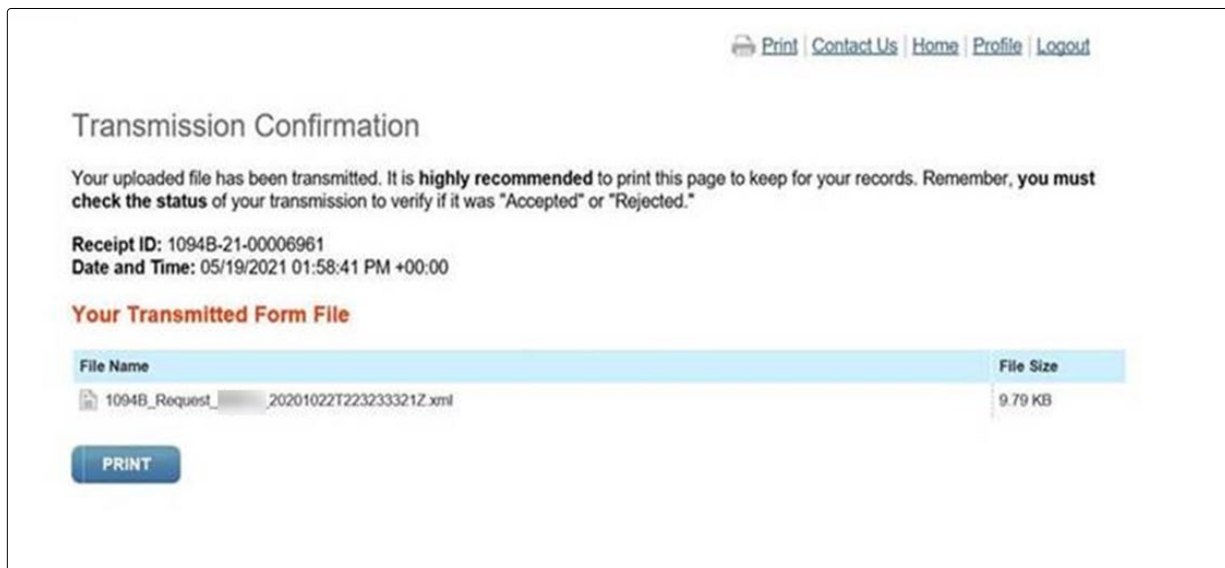 Print | Contact Us | Home | Profile | Logout
Transmission Confirmation
Your uploaded file has been transmitted. It is highly recommended to print this page to keep for your records. Remember, you must
check the status of your transmission to verify if it was "Accepted" or "Rejected."
Receipt ID: 1094B-21-00006961
Date and Time: 05/19/2021 01:58:41 PM +00:00
Your Transmitted Form File
File Name File Size
1094B_Request_ _20201022T223233321Z.xml 9.79 KB
PRINT